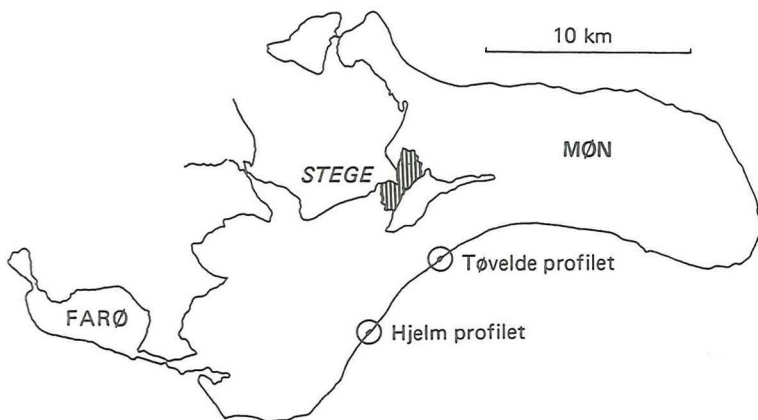 10 km
MØN
STEGE
Tøvelde profilet
FARØ
Hjelm profilet